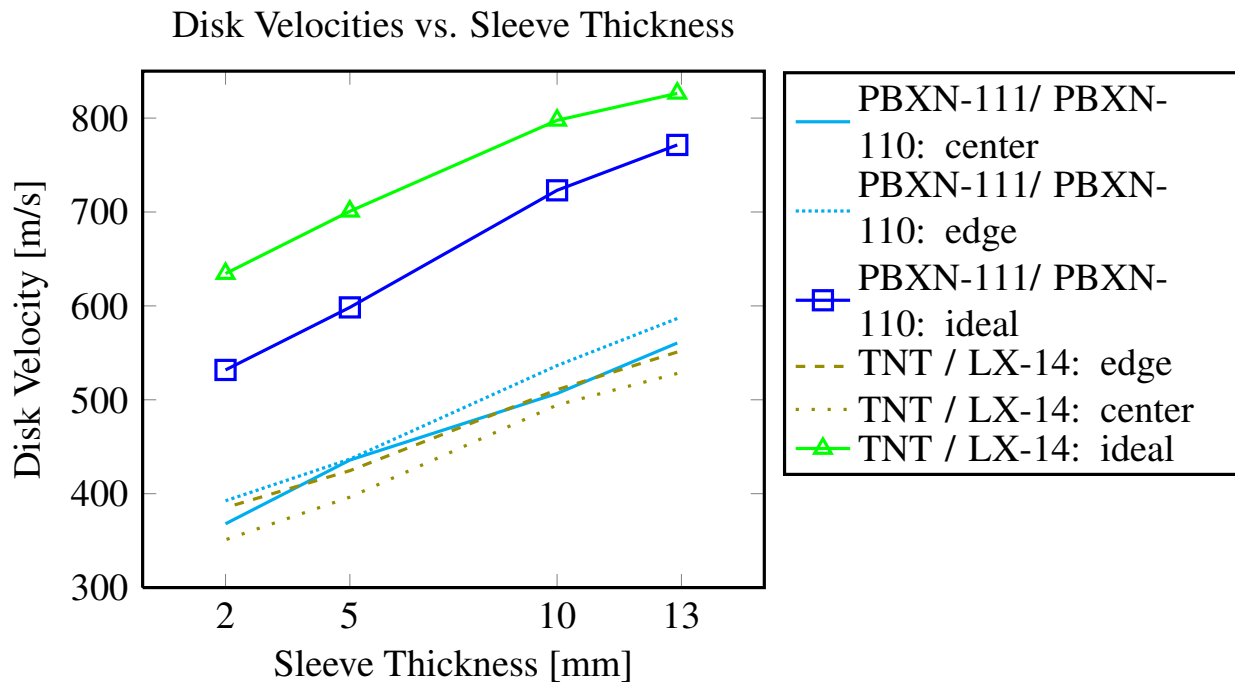 Disk Velocities vs. Sleeve Thickness
800
700
600
500
400
300
Disk Velocity [m/s]
2 5 10 13
Sleeve Thickness [mm]
PBXN-111/ PBXN-
110: center
PBXN-111/ PBXN-
110: edge
PBXN-111/ PBXN-
110: ideal
TNT / LX-14: edge
TNT / LX-14: center
TNT / LX-14: ideal